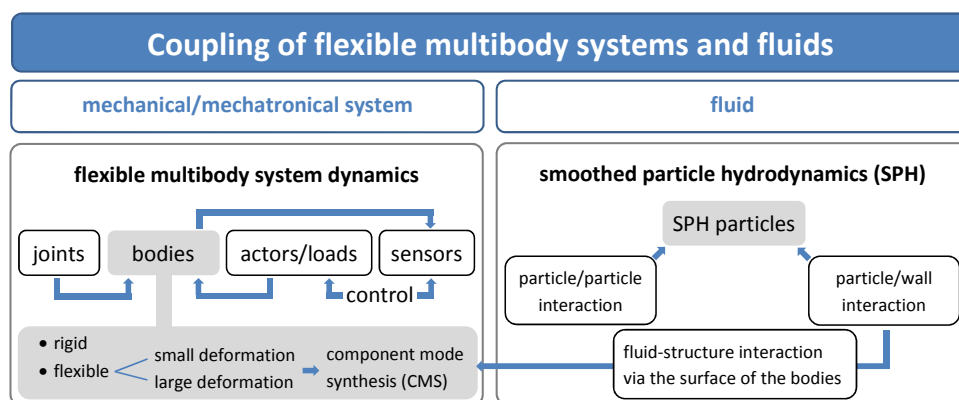 Coupling of flexible multibody systems and fluids
mechanical/mechatronical system
fluid
flexible multibody system dynamics
joints
bodies
actors/loads
sensors
control
• rigid
• flexible
small deformation
large deformation
component mode
synthesis (CMS)
smoothed particle hydrodynamics (SPH)
SPH particles
particle/particle
interaction
particle/wall
interaction
fluid-structure interaction
via the surface of the bodies